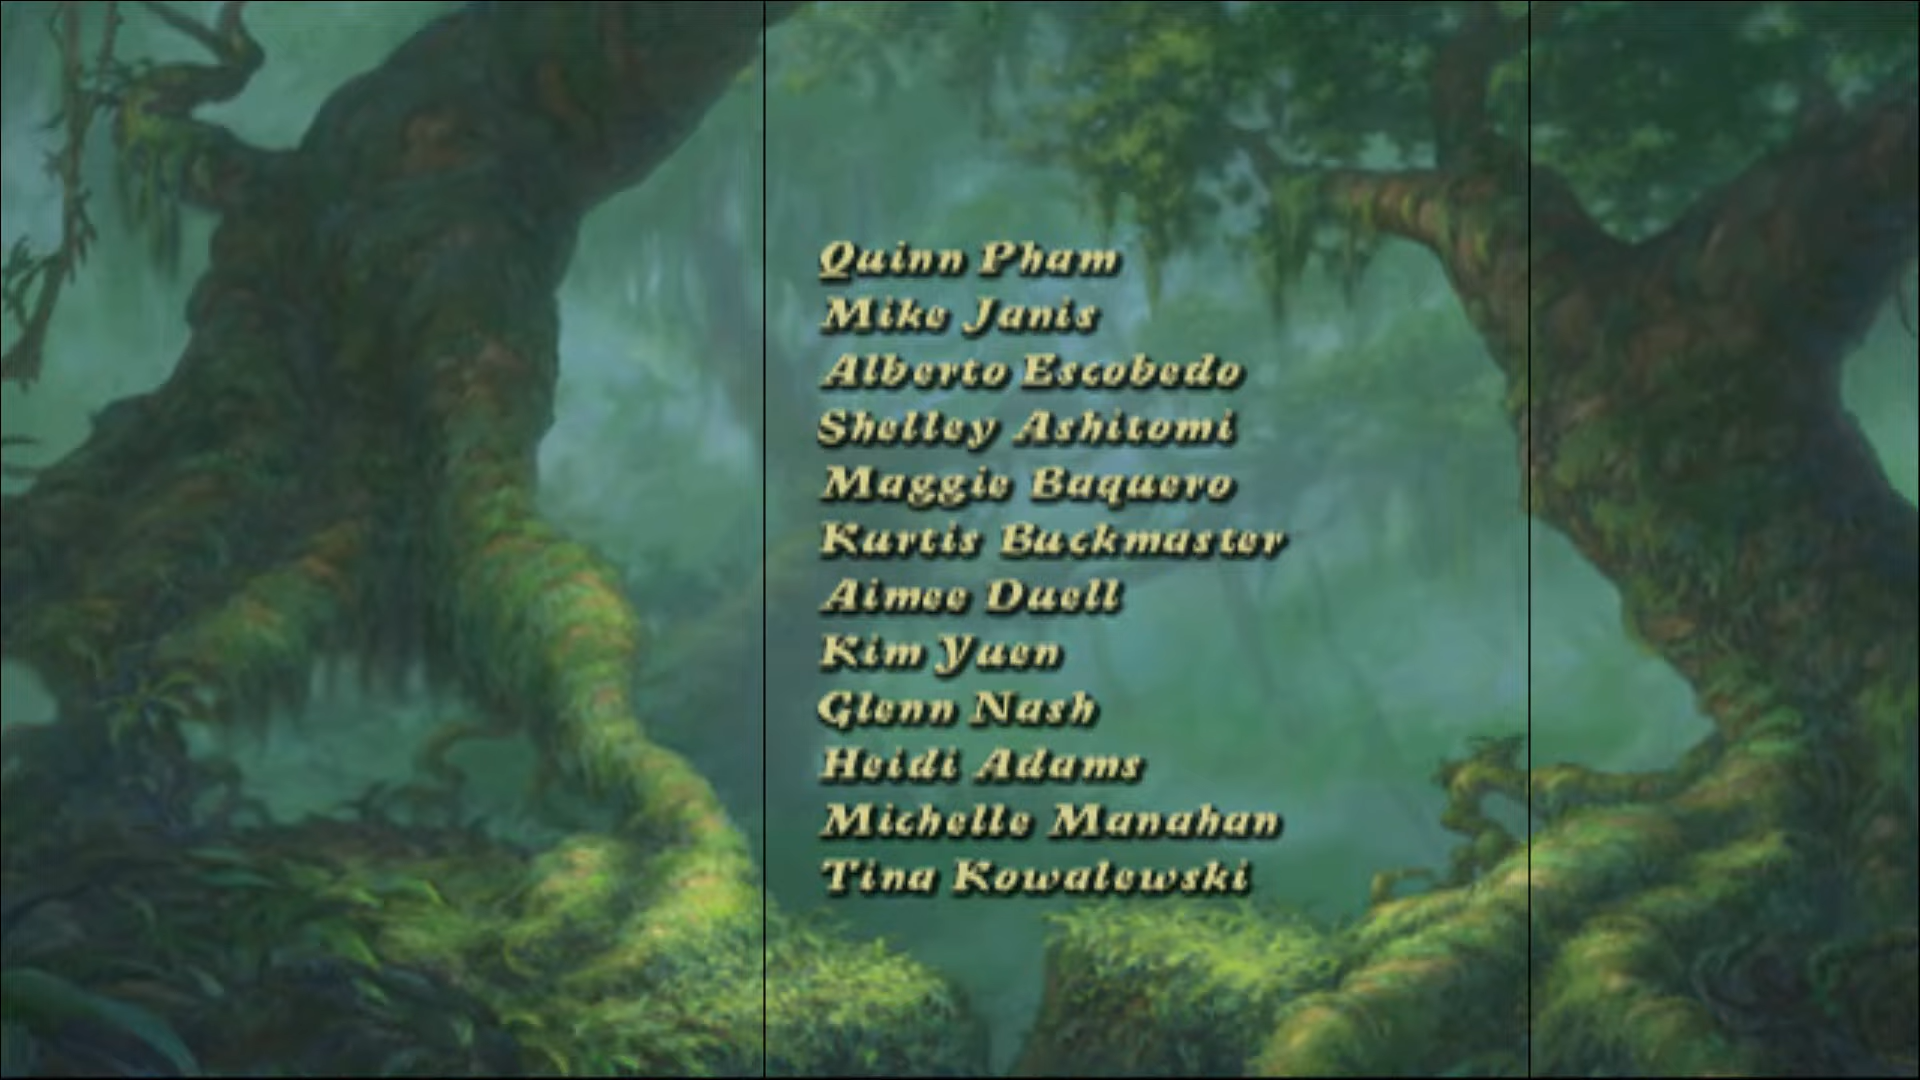 Quinn Pham
Mike Janis
Alberto Escobedo
Shelley Ashitomi
Maggie Baquero
Kurtis Buckmaster
Aimee Duell
Kim Yuen
Glenn Nash
Heidi Adams
Michelle Manahan
Tina Kowalewski